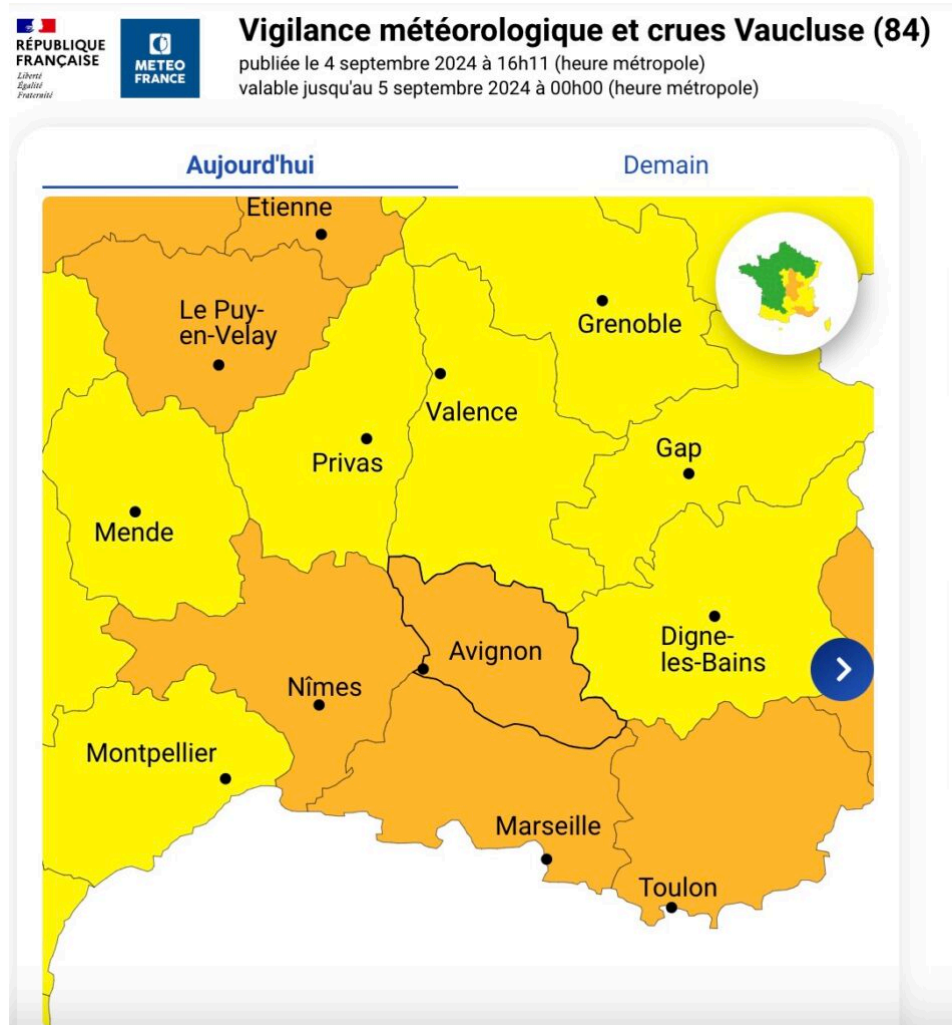 RÉPUBLIQUE
FRANÇAISE
Liberté
Égalité
Fraternité
METEO
FRANCE
Vigilance météorologique et crues Vaucluse (84)
publiée le 4 septembre 2024 à 16h11 (heure métropole)
valable jusqu'au 5 septembre 2024 à 00h00 (heure métropole)
Aujourd'hui
Demain
Etienne
Le Puy-
en-Velay
Grenoble
Valence
Privas
Gap
Mende
Avignon
Digne-
les-Bains
Nîmes
Montpellier
Marseille
Toulon